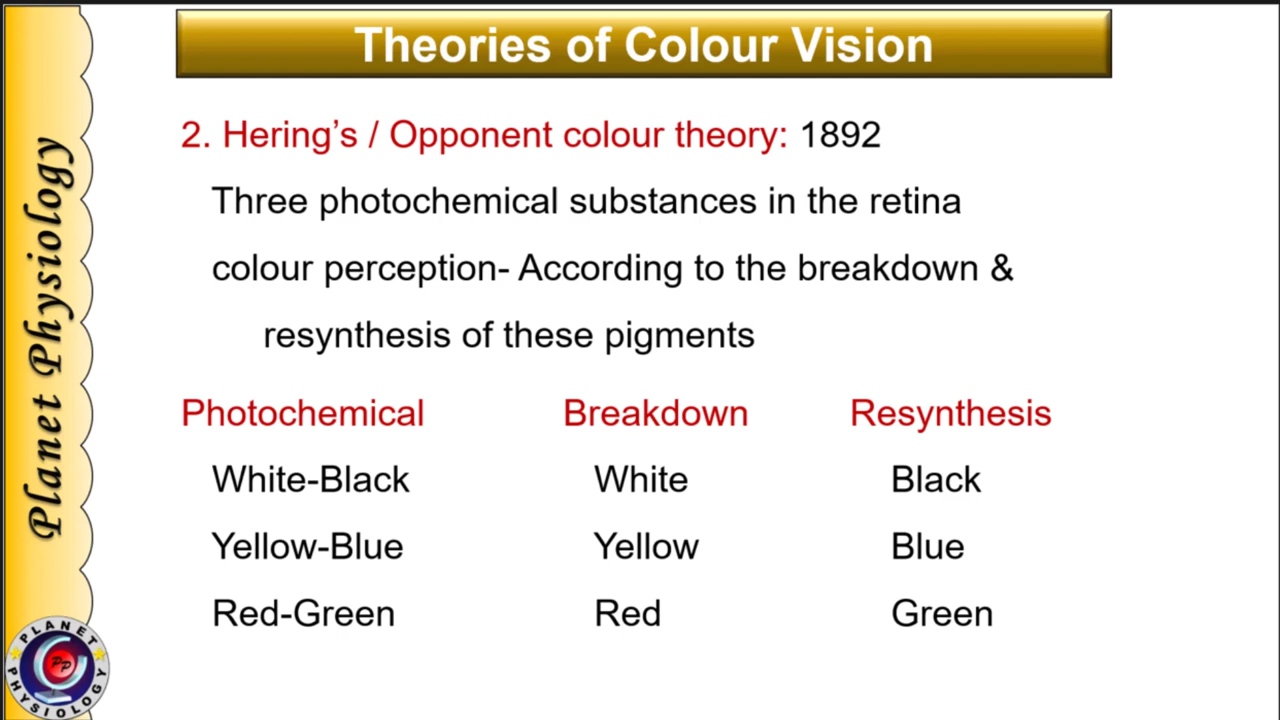 Theories of Colour Vision
2. Hering's / Opponent colour theory: 1892
Three photochemical substances in the retina
colour perception- According to the breakdown &
resynthesis of these pigments
Photochemical Breakdown Resynthesis
White-Black White Black
Yellow-Blue Yellow Blue
Red-Green Red Green
Planet Physiology
PLANET
PP
PHYSIOLOGY